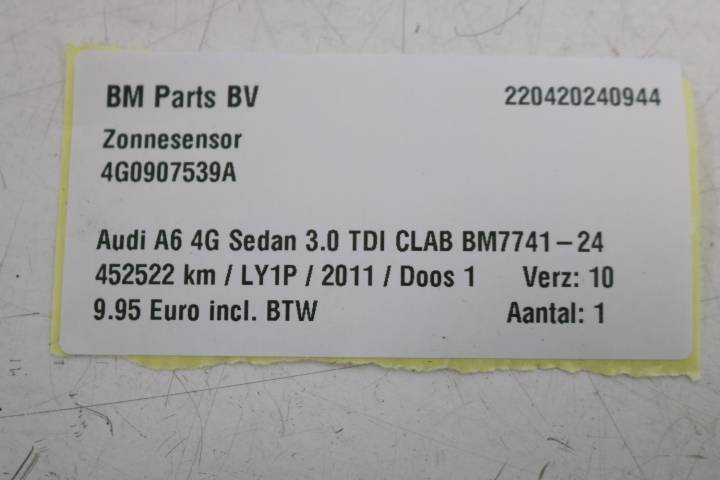 BM Parts BV 220420240944
Zonnesensor
4G0907539A
Audi A6 4G Sedan 3.0 TDI CLAB BM7741-24
452522 km / LY1P / 2011 / Doos 1 Verz: 10
9.95 Euro incl. BTW Aantal: 1